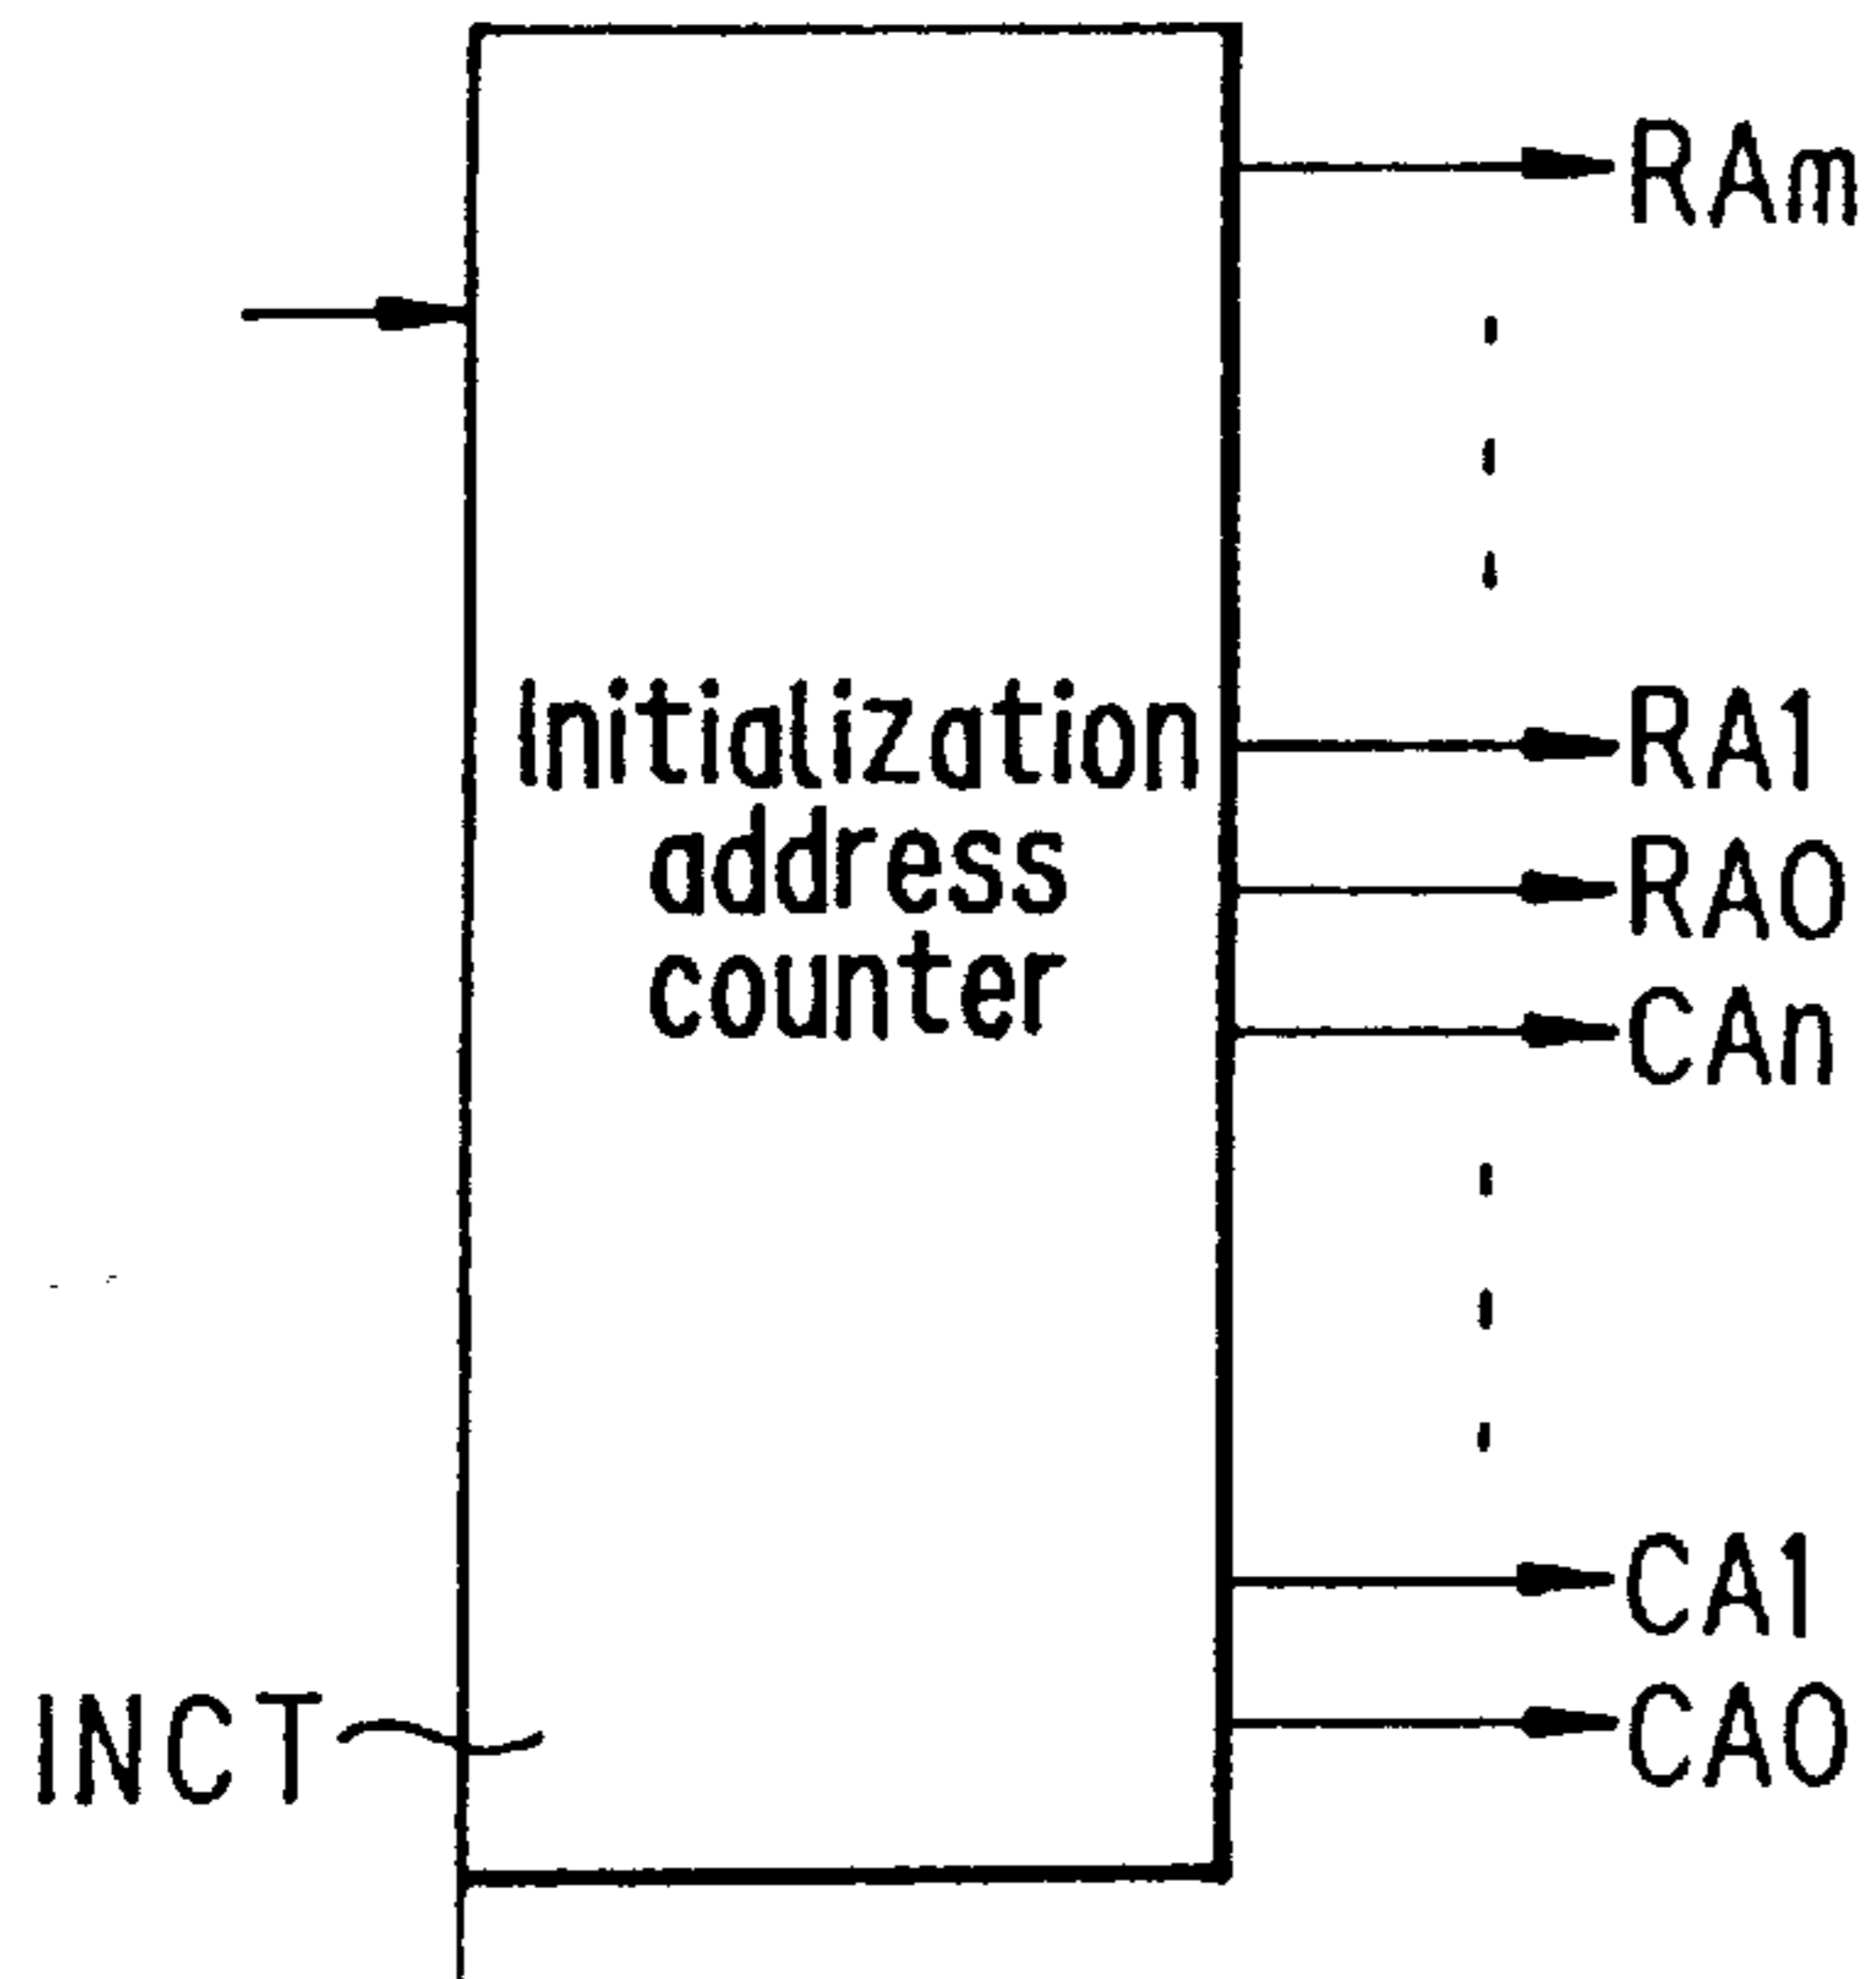 RAm
Initialization
address
counter
RA1
RA0
CAn
CA1
INCT
CA0